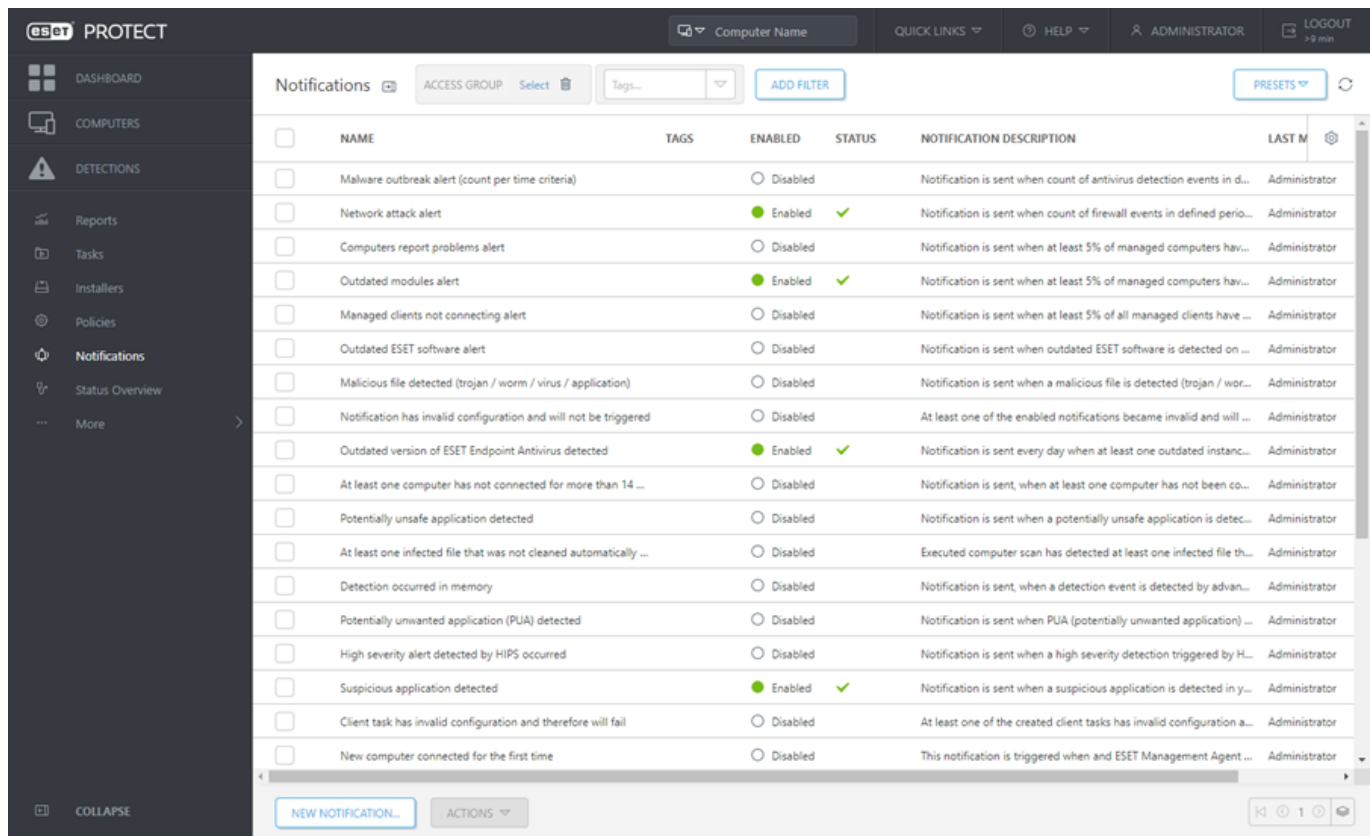 eset PROTECT
Computer Name
QUICK LINKS
HELP
ADMINISTRATOR
LOGOUT
>9 min
DASHBOARD
COMPUTERS
DETECTIONS
Reports
Tasks
Installers
Policies
Notifications
Status Overview
More
COLLAPSE
Notifications ACCESS GROUP Select Tags... ADD FILTER PRESETS
NAME TAGS ENABLED STATUS NOTIFICATION DESCRIPTION LAST M
Malware outbreak alert (count per time criteria) Disabled Notification is sent when count of antivirus detection events in d... Administrator
Network attack alert Enabled Notification is sent when count of firewall events in defined perio... Administrator
Computers report problems alert Disabled Notification is sent when at least 5% of managed computers hav... Administrator
Outdated modules alert Enabled Notification is sent when at least 5% of managed computers hav... Administrator
Managed clients not connecting alert Disabled Notification is sent when at least 5% of all managed clients have ... Administrator
Outdated ESET software alert Disabled Notification is sent when outdated ESET software is detected on ... Administrator
Malicious file detected (trojan / worm / virus / application) Disabled Notification is sent when a malicious file is detected (trojan / wor... Administrator
Notification has invalid configuration and will not be triggered Disabled At least one of the enabled notifications became invalid and will ... Administrator
Outdated version of ESET Endpoint Antivirus detected Enabled Notification is sent every day when at least one outdated instanc... Administrator
At least one computer has not connected for more than 14 ... Disabled Notification is sent, when at least one computer has not been co... Administrator
Potentially unsafe application detected Disabled Notification is sent when a potentially unsafe application is detec... Administrator
At least one infected file that was not cleaned automatically ... Disabled Executed computer scan has detected at least one infected file th... Administrator
Detection occurred in memory Disabled Notification is sent, when a detection event is detected by advan... Administrator
Potentially unwanted application (PUA) detected Disabled Notification is sent when PUA (potentially unwanted application) ... Administrator
High severity alert detected by HIPS occurred Disabled Notification is sent when a high severity detection triggered by H... Administrator
Suspicious application detected Enabled Notification is sent when a suspicious application is detected in y... Administrator
Client task has invalid configuration and therefore will fail Disabled At least one of the created client tasks has invalid configuration a... Administrator
New computer connected for the first time Disabled This notification is triggered when and ESET Management Agent ... Administrator
NEW NOTIFICATION... ACTIONS 1